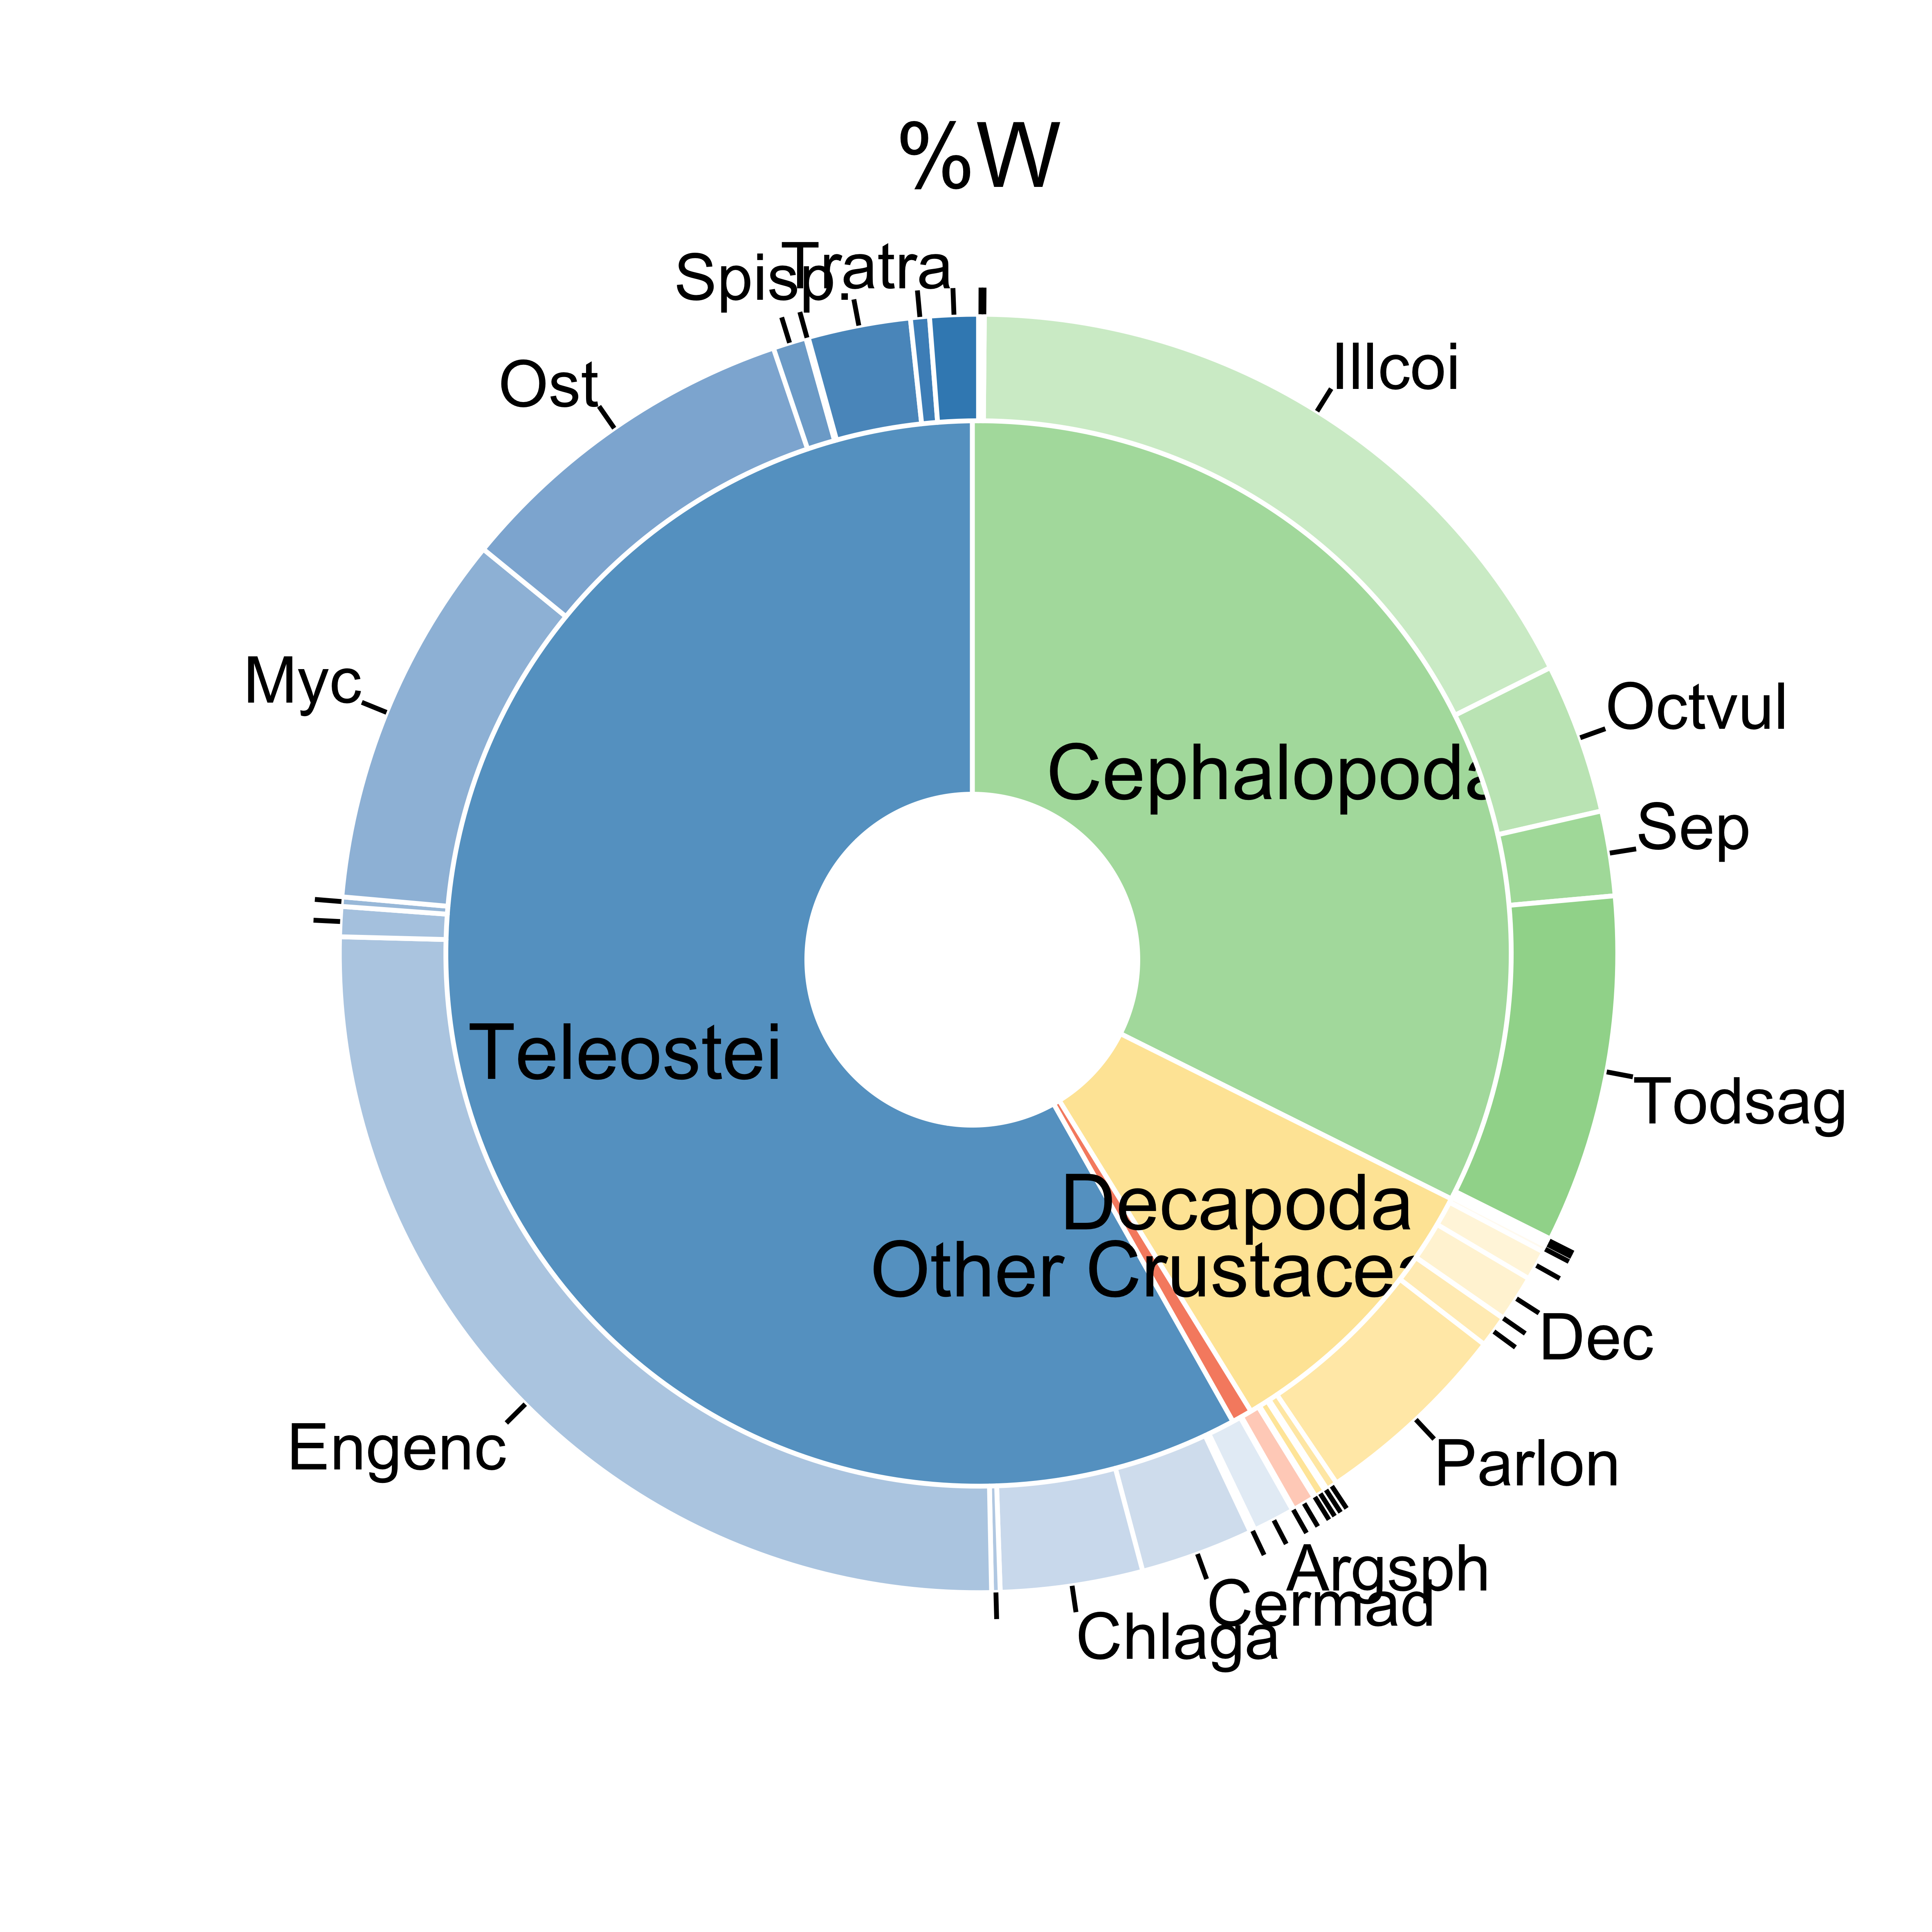 %W
Tratra
Spisp.
Illcoi
Ost
Myc
Octvul
Cephalopoda
Sep
Teleostei
Todsag
Decapoda
Other Crustacea
Dec
Engenc
Parlon
Argsph
Cermad
Chlaga